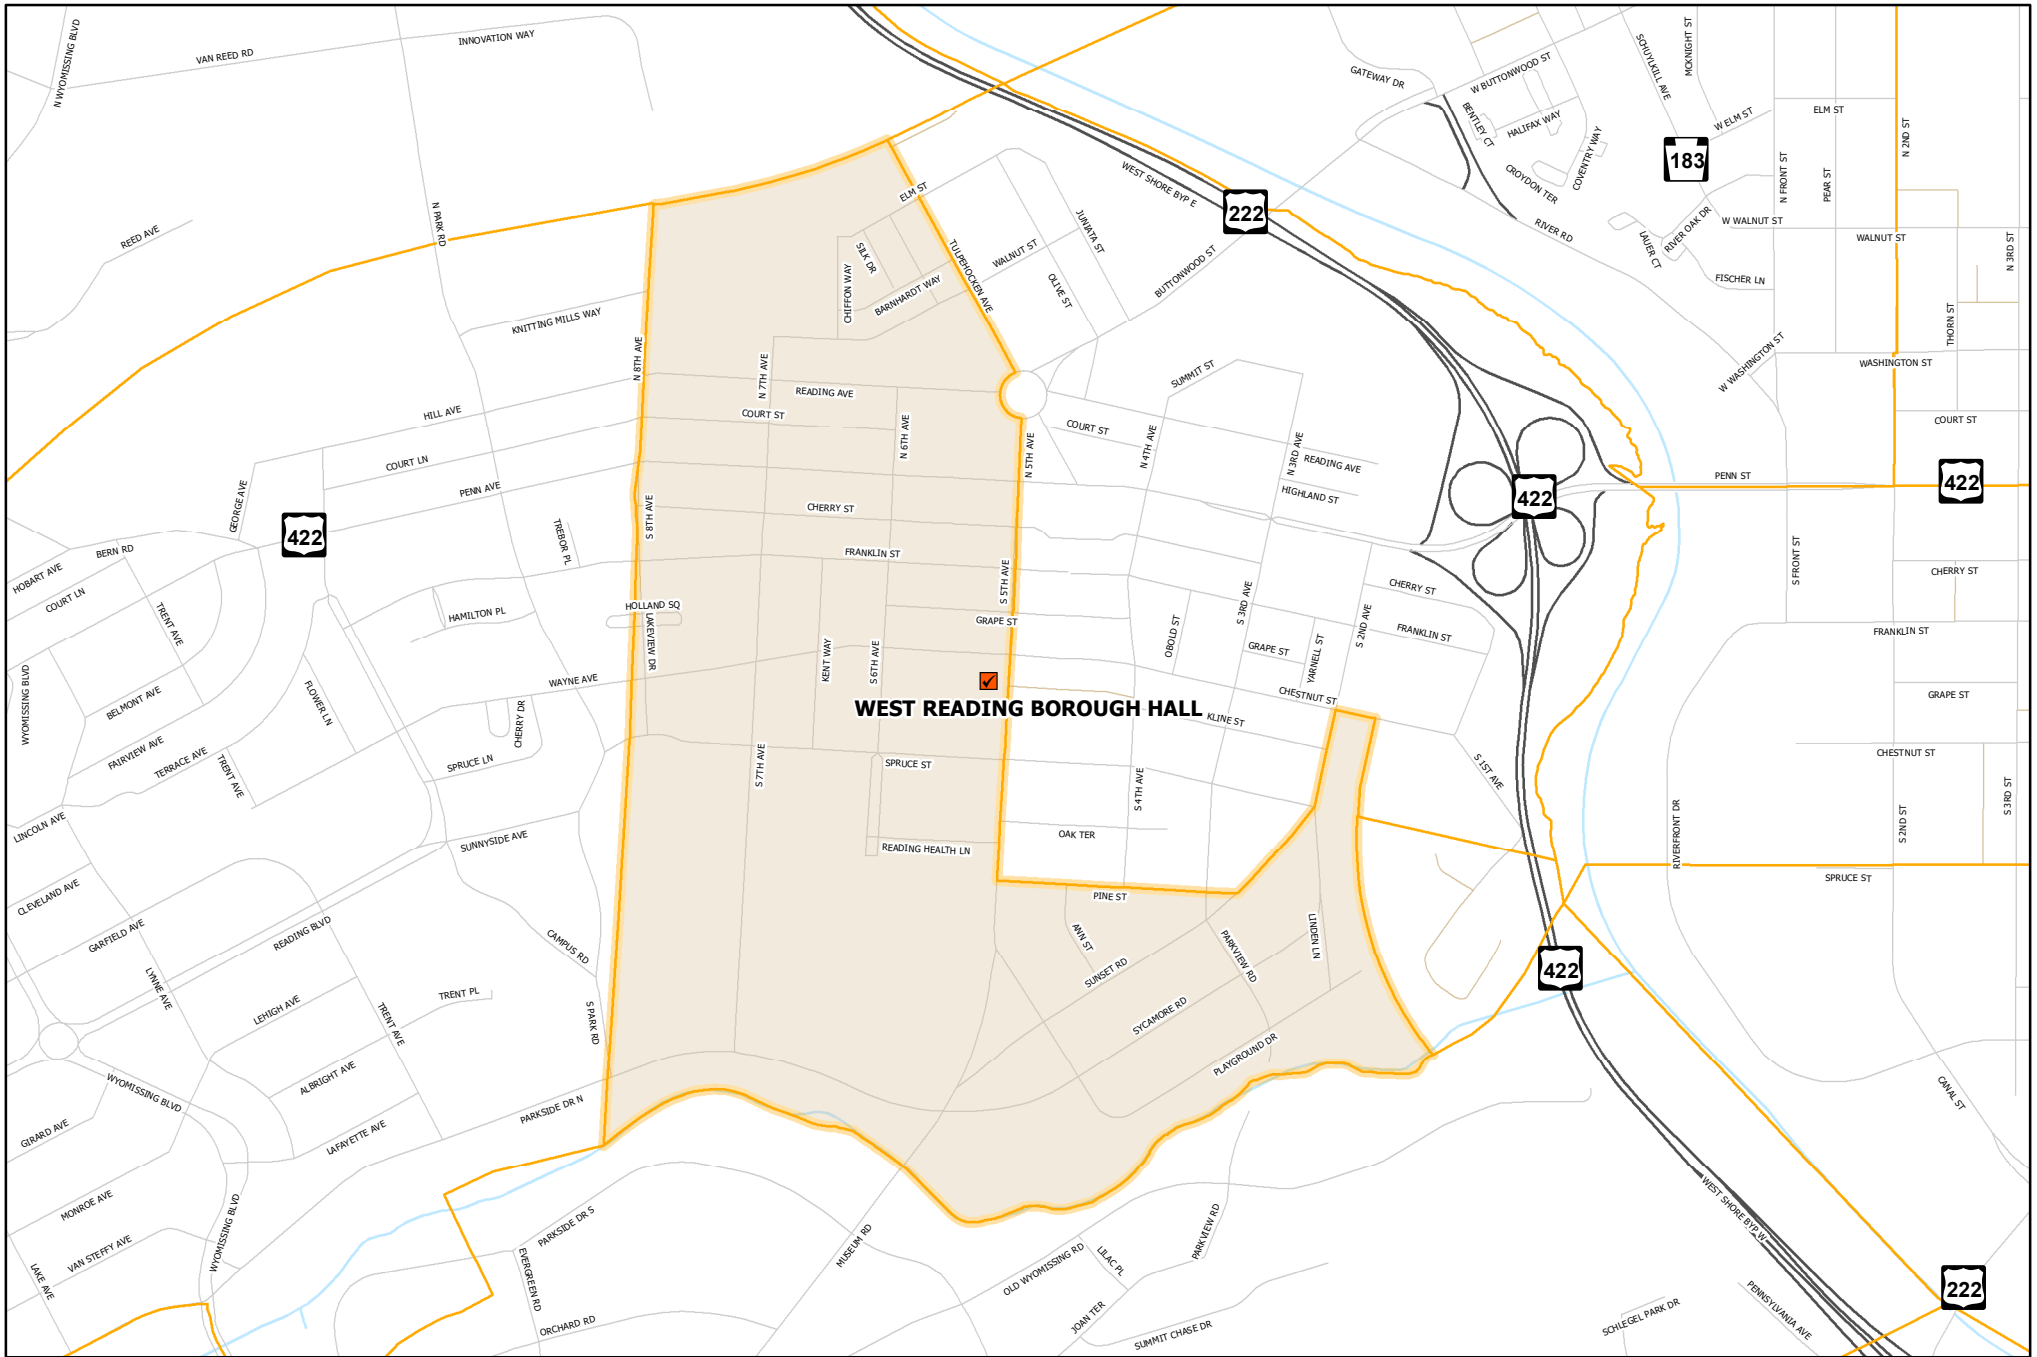 N WYOMISSING BLVD
VAN REED RD
INNOVATION WAY
REED AVE
N PARK RD
KNITTING MILLS WAY
HILL AVE
COURT LN
PENN AVE
GEORGE AVE
422
BERN RD
HOBART AVE
COURT LN
TRENT AVE
TREBOR PL
HAMILTON PL
WYOMISSING BLVD
BELMONT AVE
FAIRVIEW AVE
TERRACE AVE
TRENT AVE
FLOWER LN
WAYNE AVE
CHERRY DR
SPRUCE LN
SUNNYSIDE AVE
LINCOLN AVE
CLEVELAND AVE
GARFIELD AVE
READING BLVD
LYNNE AVE
LEHIGH AVE
TRENT AVE
TRENT PL
CAMPUS RD
S PARK RD
ALBRIGHT AVE
WYOMISSING BLVD
LAFAYETTE AVE
PARKSIDE DR N
GIRARD AVE
MONROE AVE
VAN STEFFY AVE
LAKE AVE
WYOMISSING BLVD
PARKSIDE DR S
EVERGREEN RD
ORCHARD RD
MUSEUM RD
OLD WYOMISSING RD
LILAC PL
JOAN TER
PARKVIEW RD
SUMMIT CHASE DR
N 8TH AVE
S 8TH AVE
ELM ST
SILK DR
CHIFFON WAY
BARNHARDT WAY
TULPEHOCKEN AVE
WALNUT ST
JUNIATA ST
OLIVE ST
BUTTONWOOD ST
N 7TH AVE
READING AVE
COURT ST
N 6TH AVE
N 5TH AVE
CHERRY ST
FRANKLIN ST
S 5TH AVE
HOLLAND SQ
LAKEVIEW DR
GRAPE ST
KENT WAY
S 6TH AVE
WEST READING BOROUGH HALL
S 7TH AVE
SPRUCE ST
READING HEALTH LN
OAK TER
S 4TH AVE
PINE ST
ANN ST
SUNSET RD
SYCAMORE RD
PARKVIEW RD
LINDEN LN
PLAYGROUND DR
KLINE ST
CHESTNUT ST
S 1ST AVE
OBOLD ST
S 3RD AVE
GRAPE ST
YARNELL ST
S 2ND AVE
FRANKLIN ST
CHERRY ST
COURT ST
N 4TH AVE
SUMMIT ST
N 3RD AVE
READING AVE
HIGHLAND ST
WEST SHORE BYP E
222
422
422
GATEWAY DR
W BUTTONWOOD ST
BENTLEY CT
HALIFAX WAY
CROYDON TER
COVENTRY WAY
RIVER RD
SCHUYLKILL AVE
MCKNIGHT ST
W ELM ST
183
ELM ST
N FRONT ST
PEAR ST
N 2ND ST
W WALNUT ST
WALNUT ST
RIVER OAK DR
LAUER CT
FISCHER LN
N 3RD ST
THORN ST
W WASHINGTON ST
WASHINGTON ST
COURT ST
PENN ST
422
S FRONT ST
CHERRY ST
FRANKLIN ST
GRAPE ST
CHESTNUT ST
RIVERFRONT DR
S 2ND ST
S 3RD ST
SPRUCE ST
CANAL ST
WEST SHORE BYP W
222
SCHLEGEL PARK DR
PENNSYLVANIA AVE